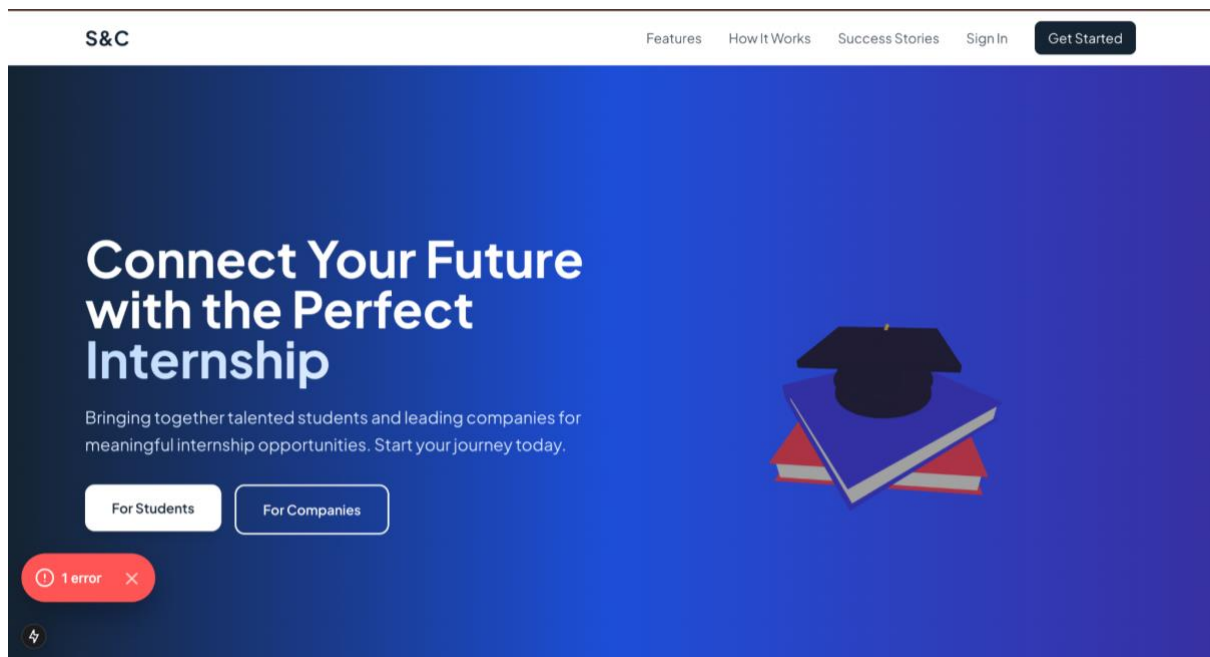 S&C
Features
How It Works
Success Stories
Sign In
Get Started
Connect Your Future
with the Perfect
Internship
Bringing together talented students and leading companies for
meaningful internship opportunities. Start your journey today.
For Students
For Companies
1 error